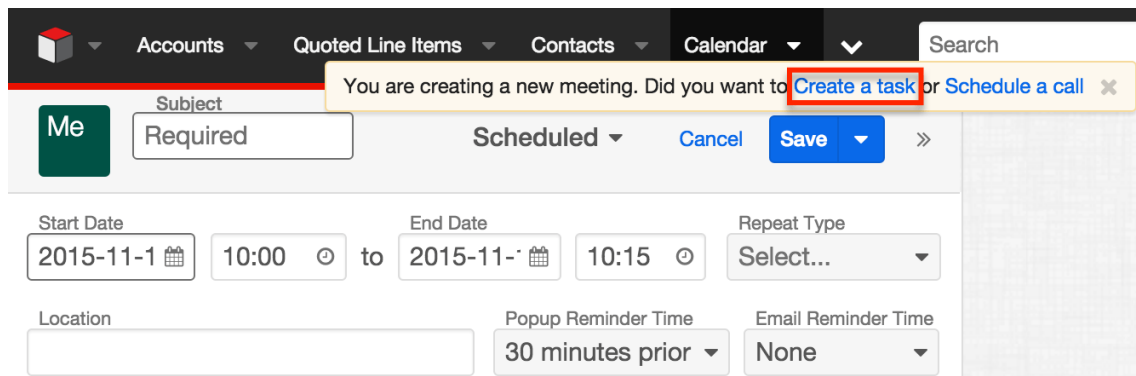 Accounts Quoted Line Items Contacts Calendar Search
You are creating a new meeting. Did you want to Create a task or Schedule a call
Subject
Me Required Scheduled Cancel Save
Start Date End Date Repeat Type
2015-11-1 10:00 to 2015-11- 10:15 Select...
Location Popup Reminder Time Email Reminder Time
30 minutes prior None